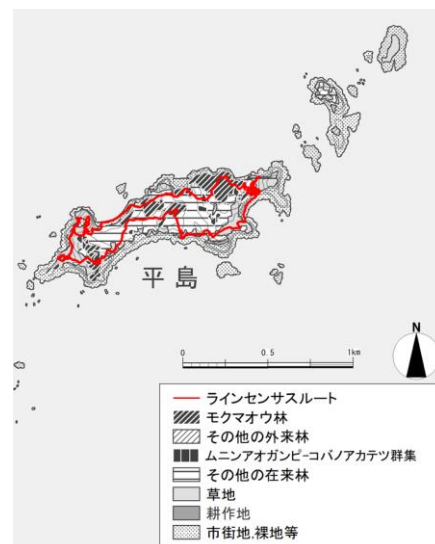 平島
N
0 0.5 1km
ラインセンサスルート
モクマオウ林
その他の外来林
ムニンアオガンピ-コバノアカテツ群集
その他の在来林
草地
耕作地
市街地,裸地等